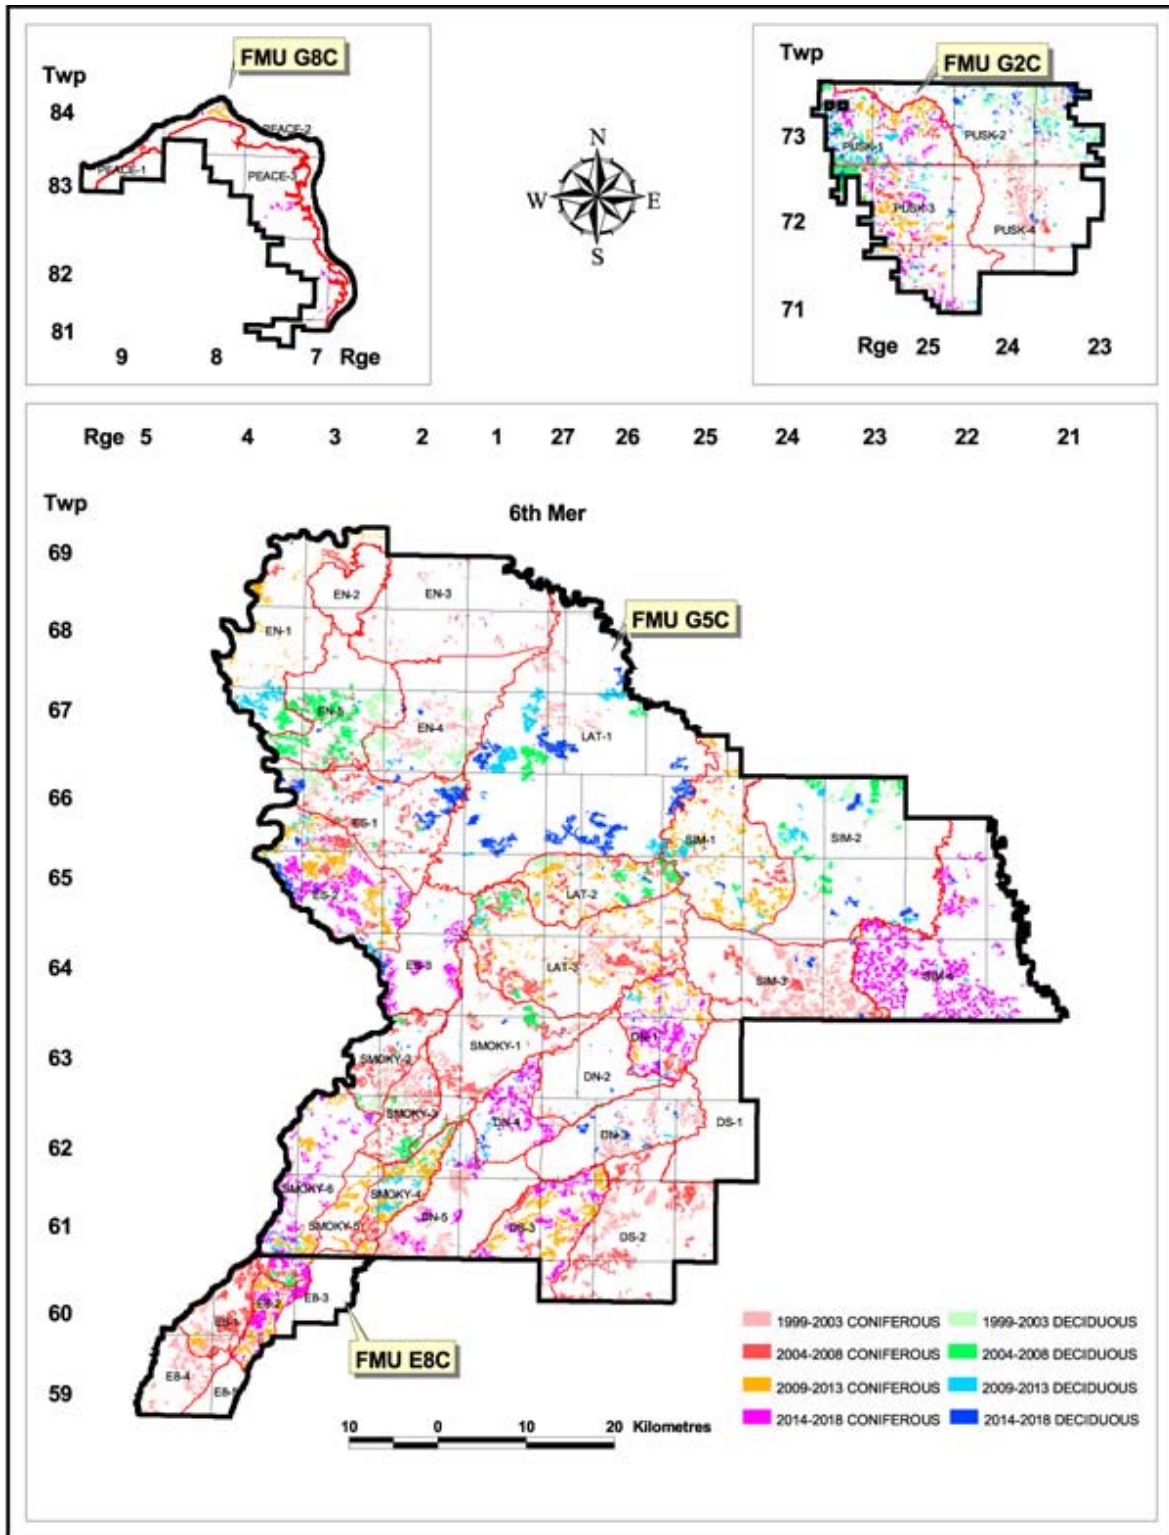 FMU G8C
Twp
84
PEACE-2
PEACE-1
83
PEACE-3
82
81
9 8 7 Rge
N
W E
S
Twp
FMU G2C
73
PUSK-1
PUSK-2
72
PUSK-3
PUSK-4
71
Rge 25 24 23
Rge 5 4 3 2 1 27 26 25 24 23 22 21
Twp
6th Mer
69
EN-2
EN-3
FMU G5C
68
EN-1
67
EN-5
EN-4
LAT-1
66
ES-1
SIM-1
SIM-2
65
ES-2
LAT-2
64
ES-3
LAT-3
SIM-3
SIM-4
63
SMOKY-2
SMOKY-1
DN-1
DN-2
SMOKY-3
DN-4
DN-3
DS-1
62
SMOKY-6
SMOKY-4
61
SMOKY-5
DN-5
DS-3
DS-2
60
E8-1
E8-2
E8-3
FMU E8C
E8-4
59
10 0 10 20 Kilometres
1999-2003 CONIFEROUS
2004-2008 CONIFEROUS
2009-2013 CONIFEROUS
2014-2018 CONIFEROUS
1999-2003 DECIDUOUS
2004-2008 DECIDUOUS
2009-2013 DECIDUOUS
2014-2018 DECIDUOUS